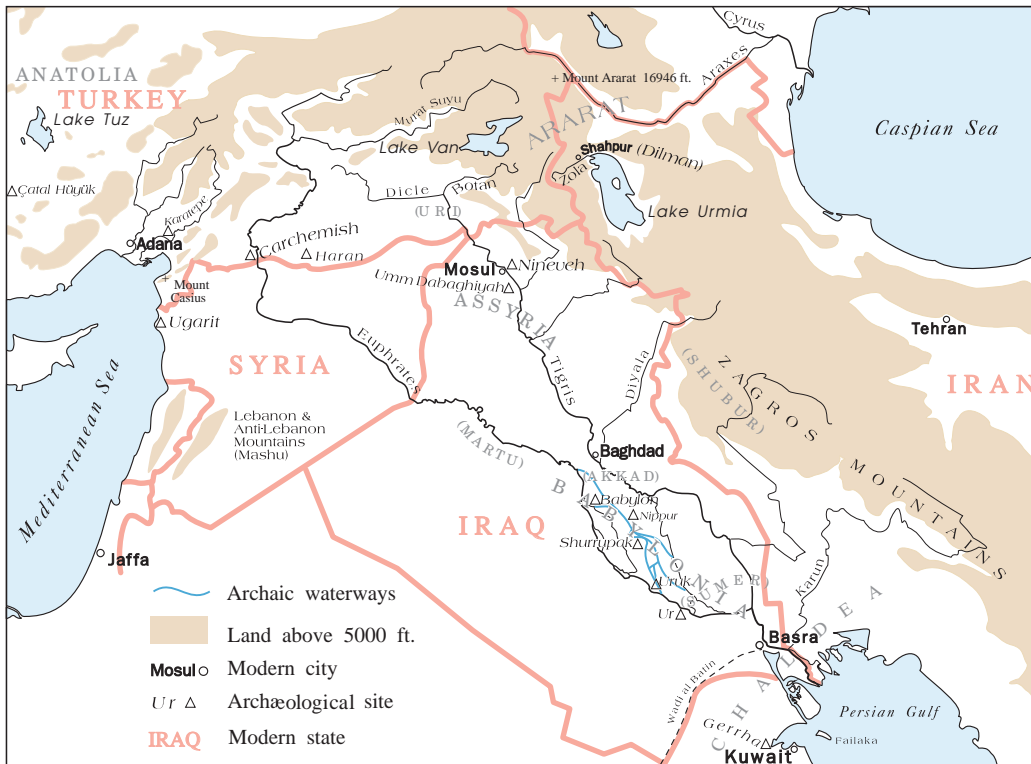 Cyrus
Araxes
ANATOLIA
TURKEY
Lake Tuz
+ Mount Ararat 16946 ft.
Murat Suyu
ARARAT
Caspian Sea
Lake Van
Shahpur (Dilman)
Zola
Çatal Hüyük
Dicle
Botan
(URI)
Lake Urmia
Karatepe
Adana
Carchemish
Haran
Mosul
Nineveh
Umm Dabaghiyah
+ Mount
Casius
ASSYRIA
Ugarit
Tehran
Euphrates
Tigris
Diyala
SYRIA
(SHUBUR)
ZAGROS
MOUNTAINS
IRAN
Mediterranean Sea
Lebanon &
Anti-Lebanon
Mountains
(Mashu)
(MARTU)
Baghdad
(AKKAD)
BABYLONIA
Babylon
Nippur
IRAQ
Shurrupak
Uruk
(SUMER)
Ur
Jaffa
Karun
CHALDEA
Basra
Wadi al Batin
Persian Gulf
Gerrha
Failaka
Kuwait
Archaic waterways
Land above 5000 ft.
Mosul Modern city
Ur Archæological site
IRAQ Modern state